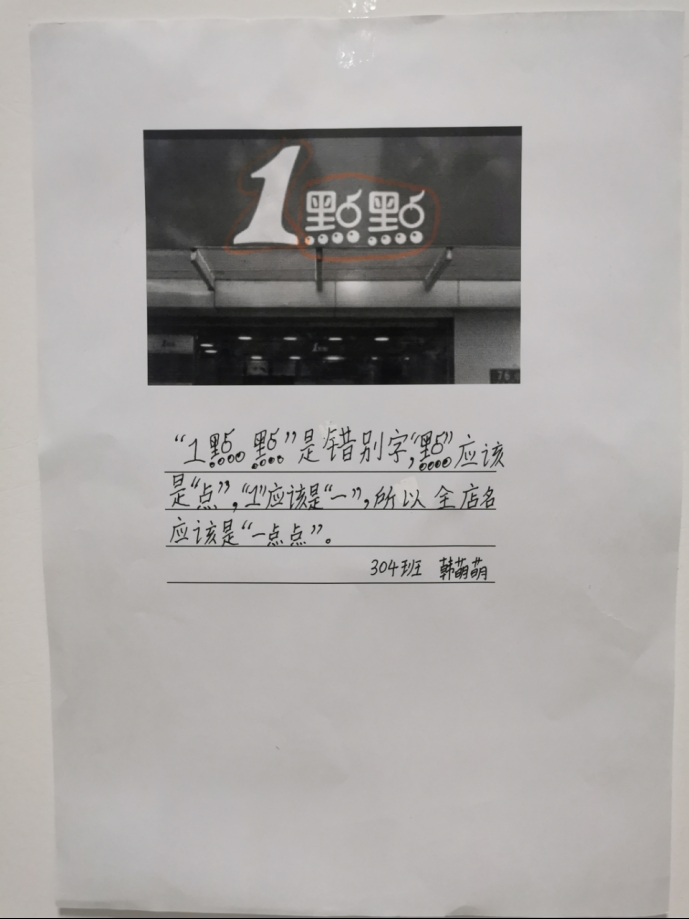 1點點
76
“1點點”是错别字,“點”应该
是“点”,“1”应该是“一”,所以全店名
应该是“一点点”。
304班 韩萌萌